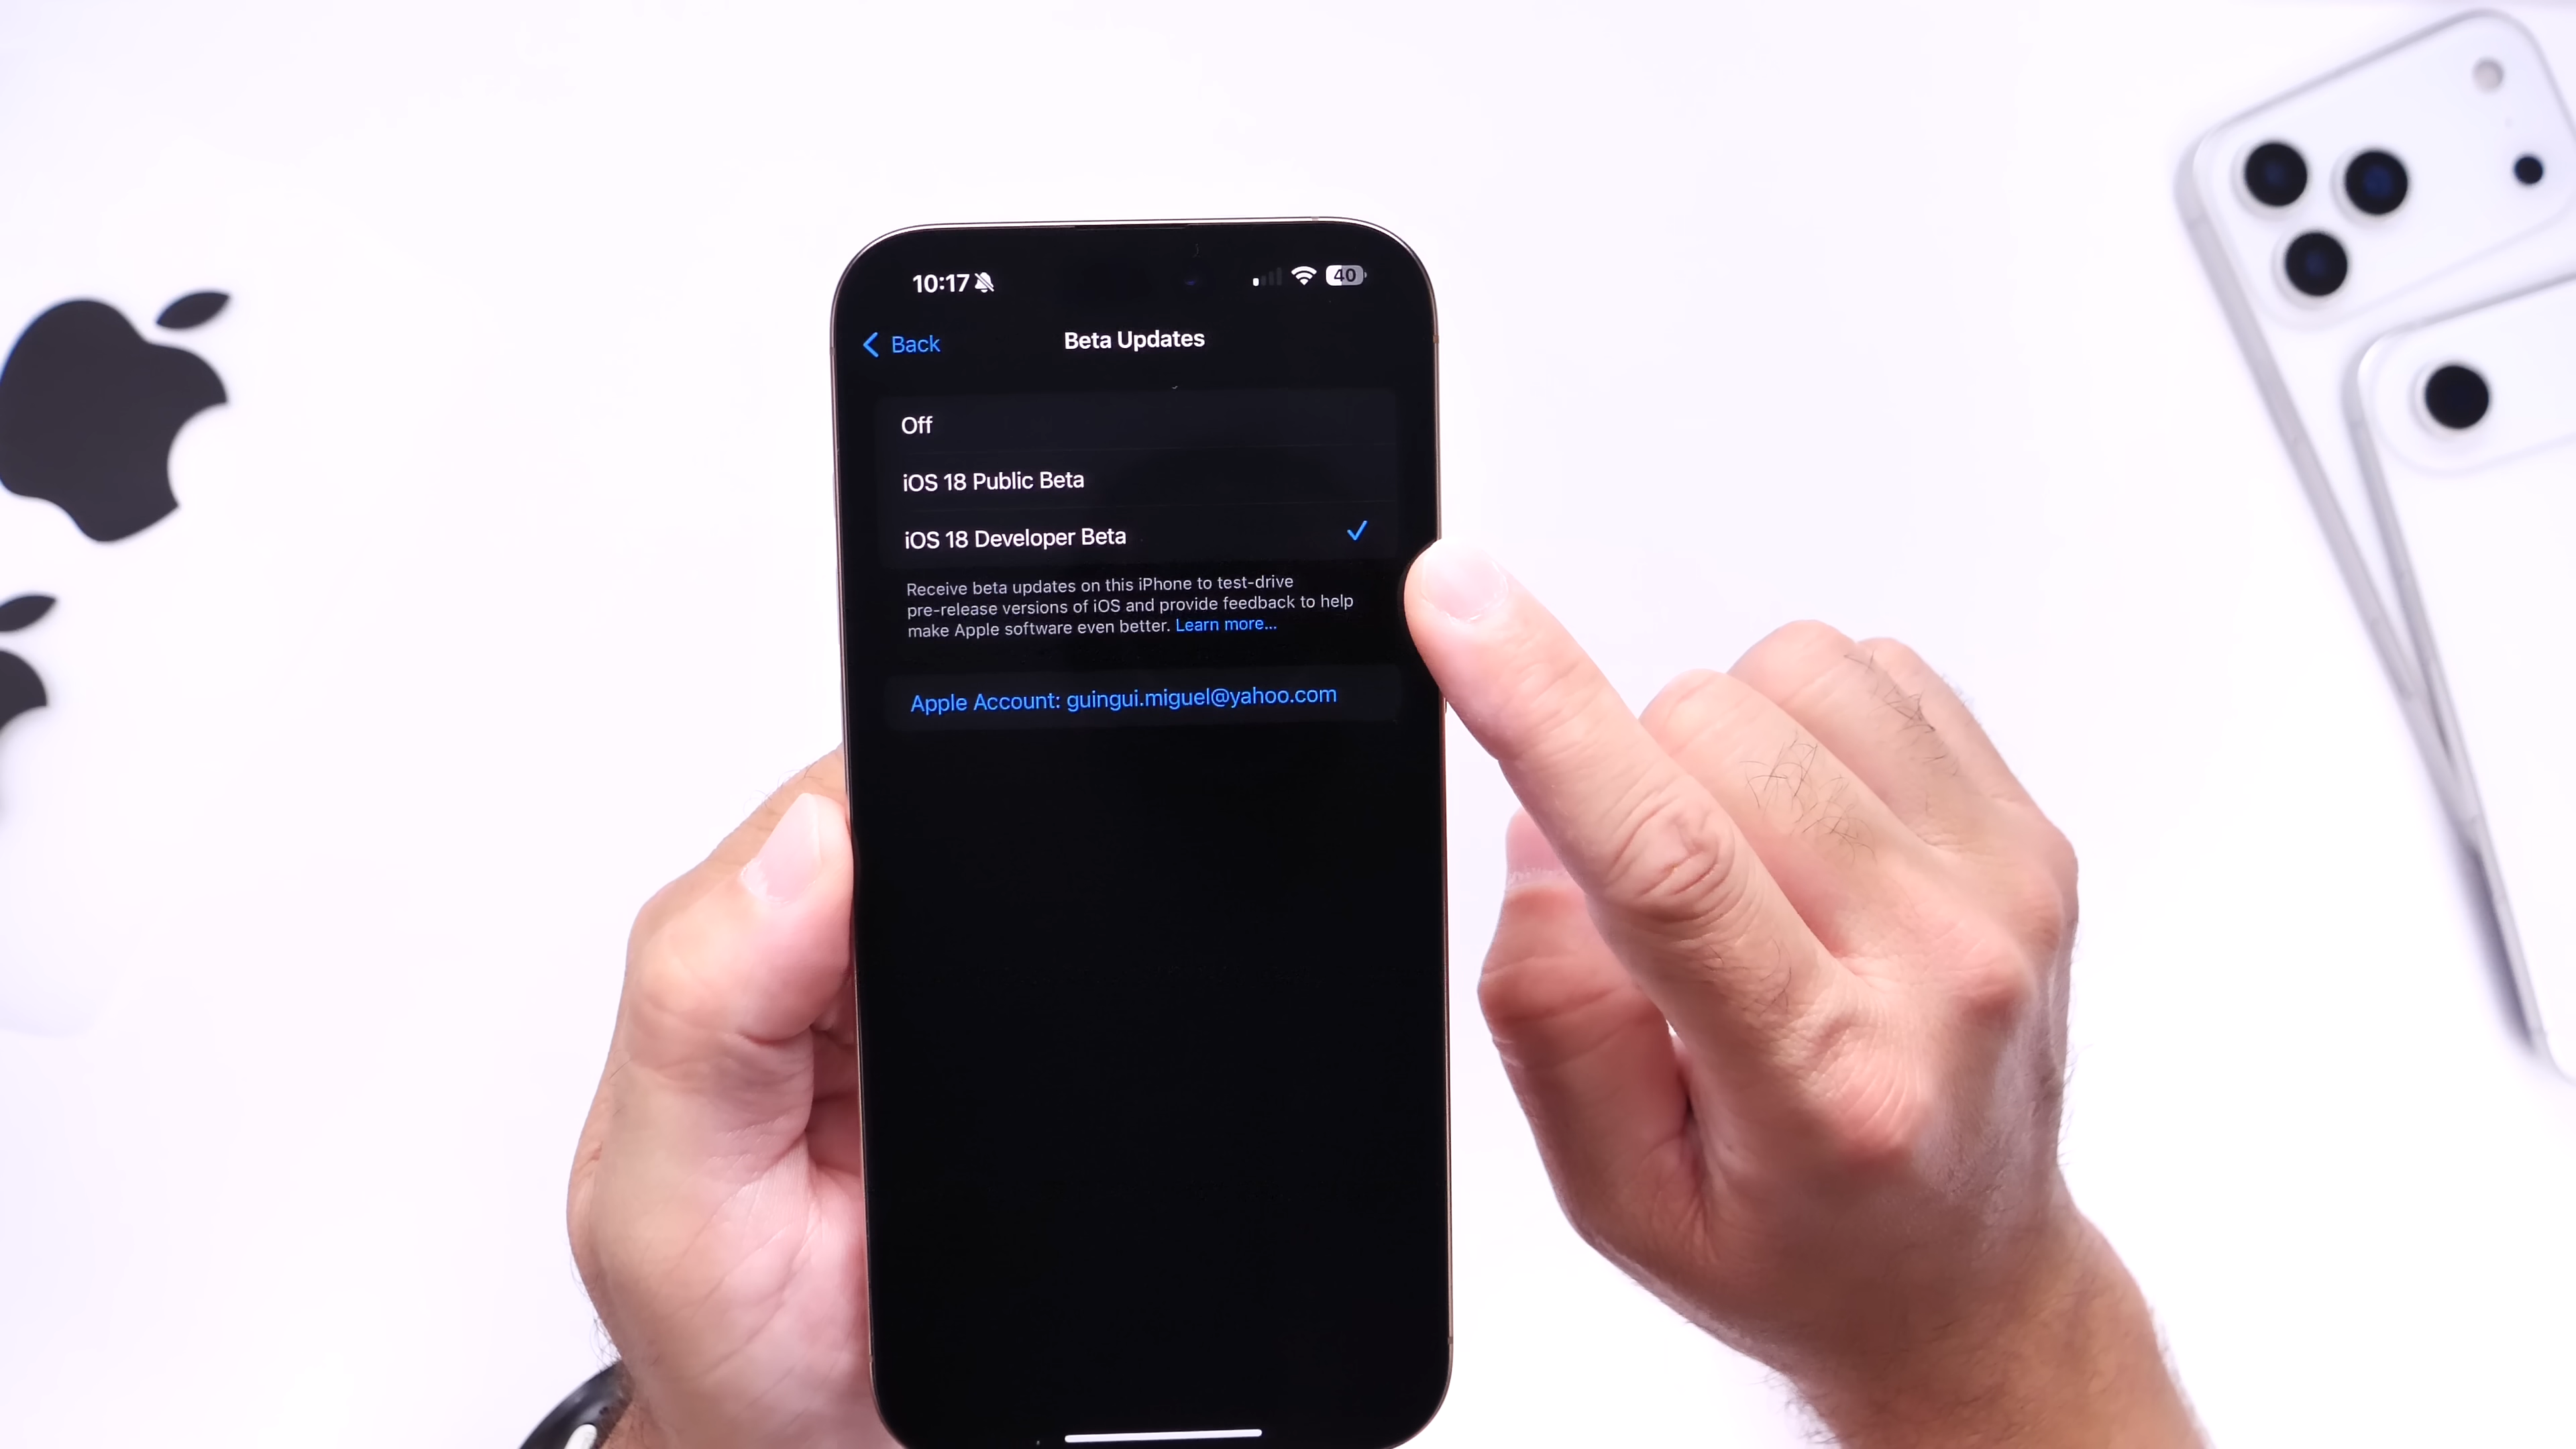 10:17 40
Back Beta Updates
Off
iOS 18 Public Beta
iOS 18 Developer Beta
Receive beta updates on this iPhone to test-drive
pre-release versions of iOS and provide feedback to help
make Apple software even better. Learn more...
Apple Account: guingui.miguel@yahoo.com